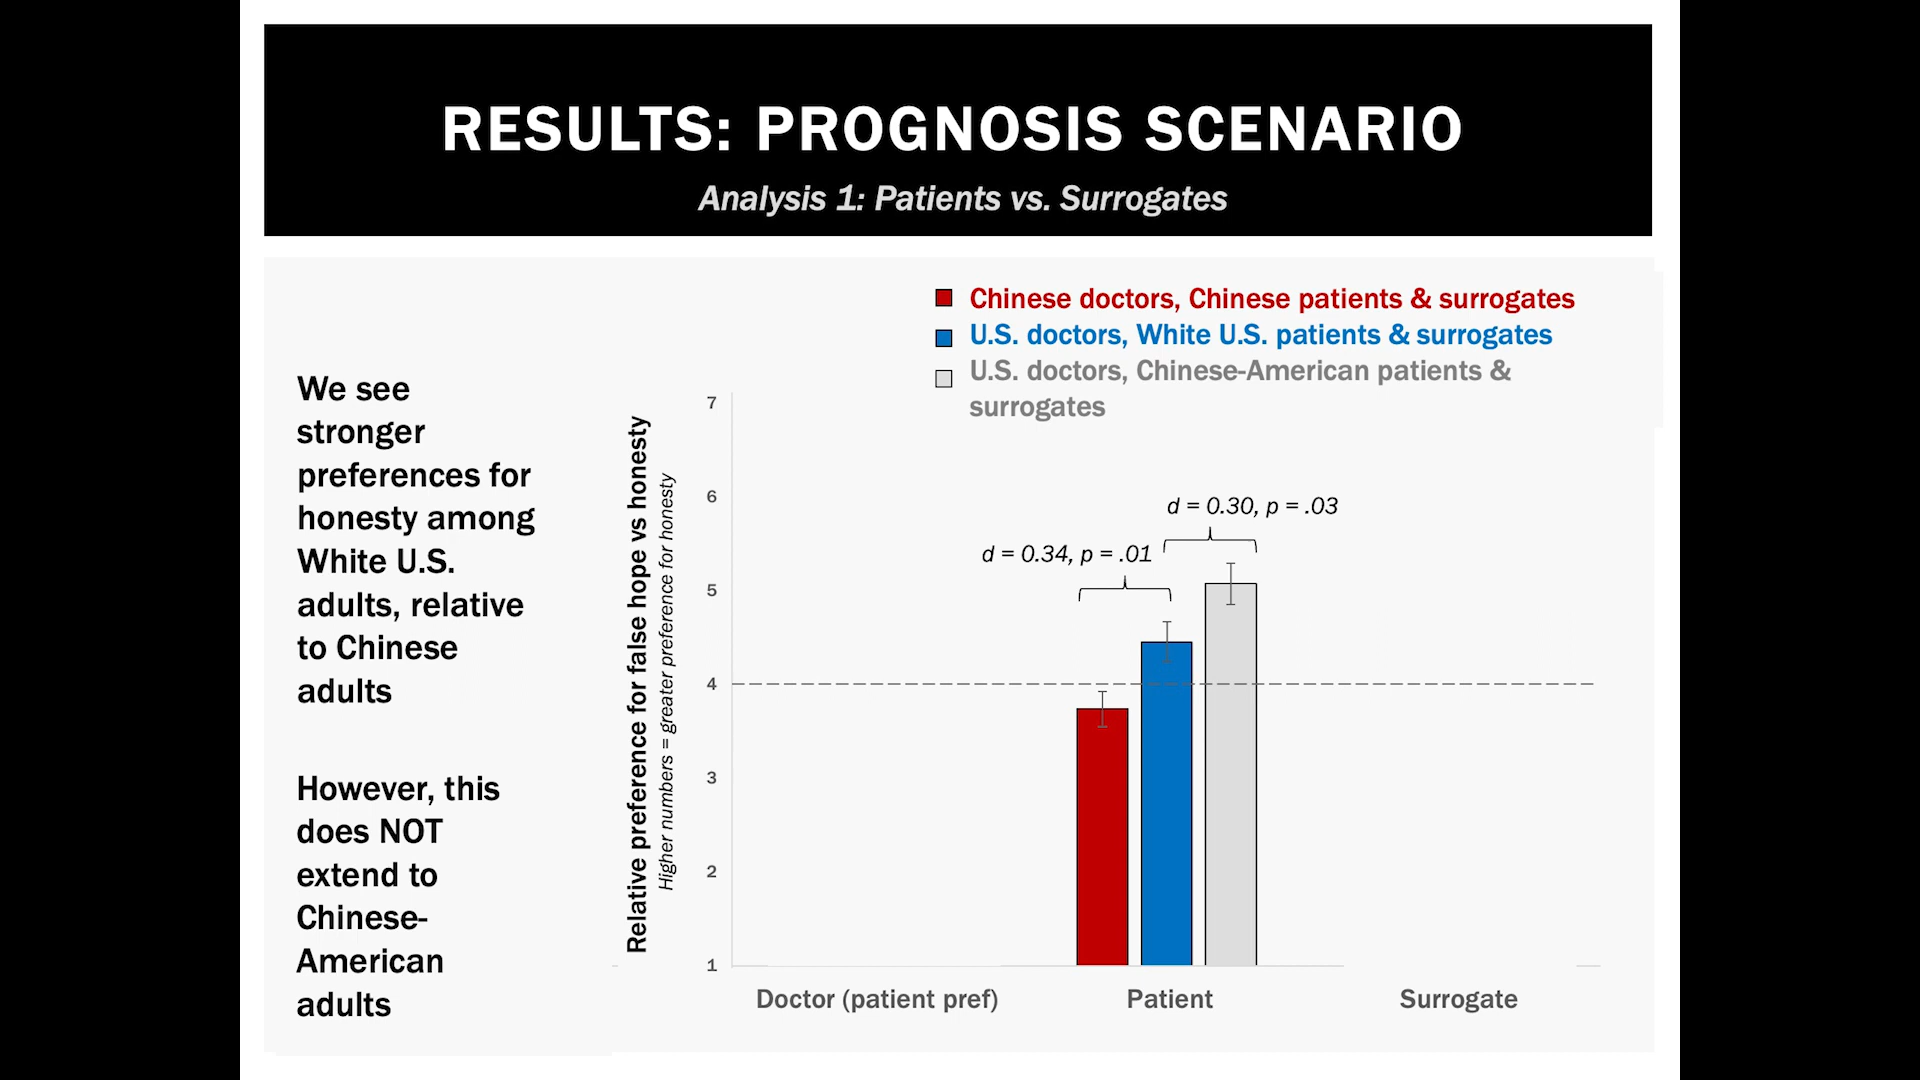 RESULTS: PROGNOSIS SCENARIO
Analysis 1: Patients vs. Surrogates
We see
stronger
preferences for
honesty among
White U.S.
adults, relative
to Chinese
adults
However, this
does NOT
extend to
Chinese-
American
adults
Chinese doctors, Chinese patients & surrogates
U.S. doctors, White U.S. patients & surrogates
U.S. doctors, Chinese-American patients &
surrogates
Relative preference for false hope vs honesty
Higher numbers = greater preference for honesty
7
6
5
4
3
2
1
d = 0.30, p = .03
d = 0.34, p = .01
Doctor (patient pref)
Patient
Surrogate